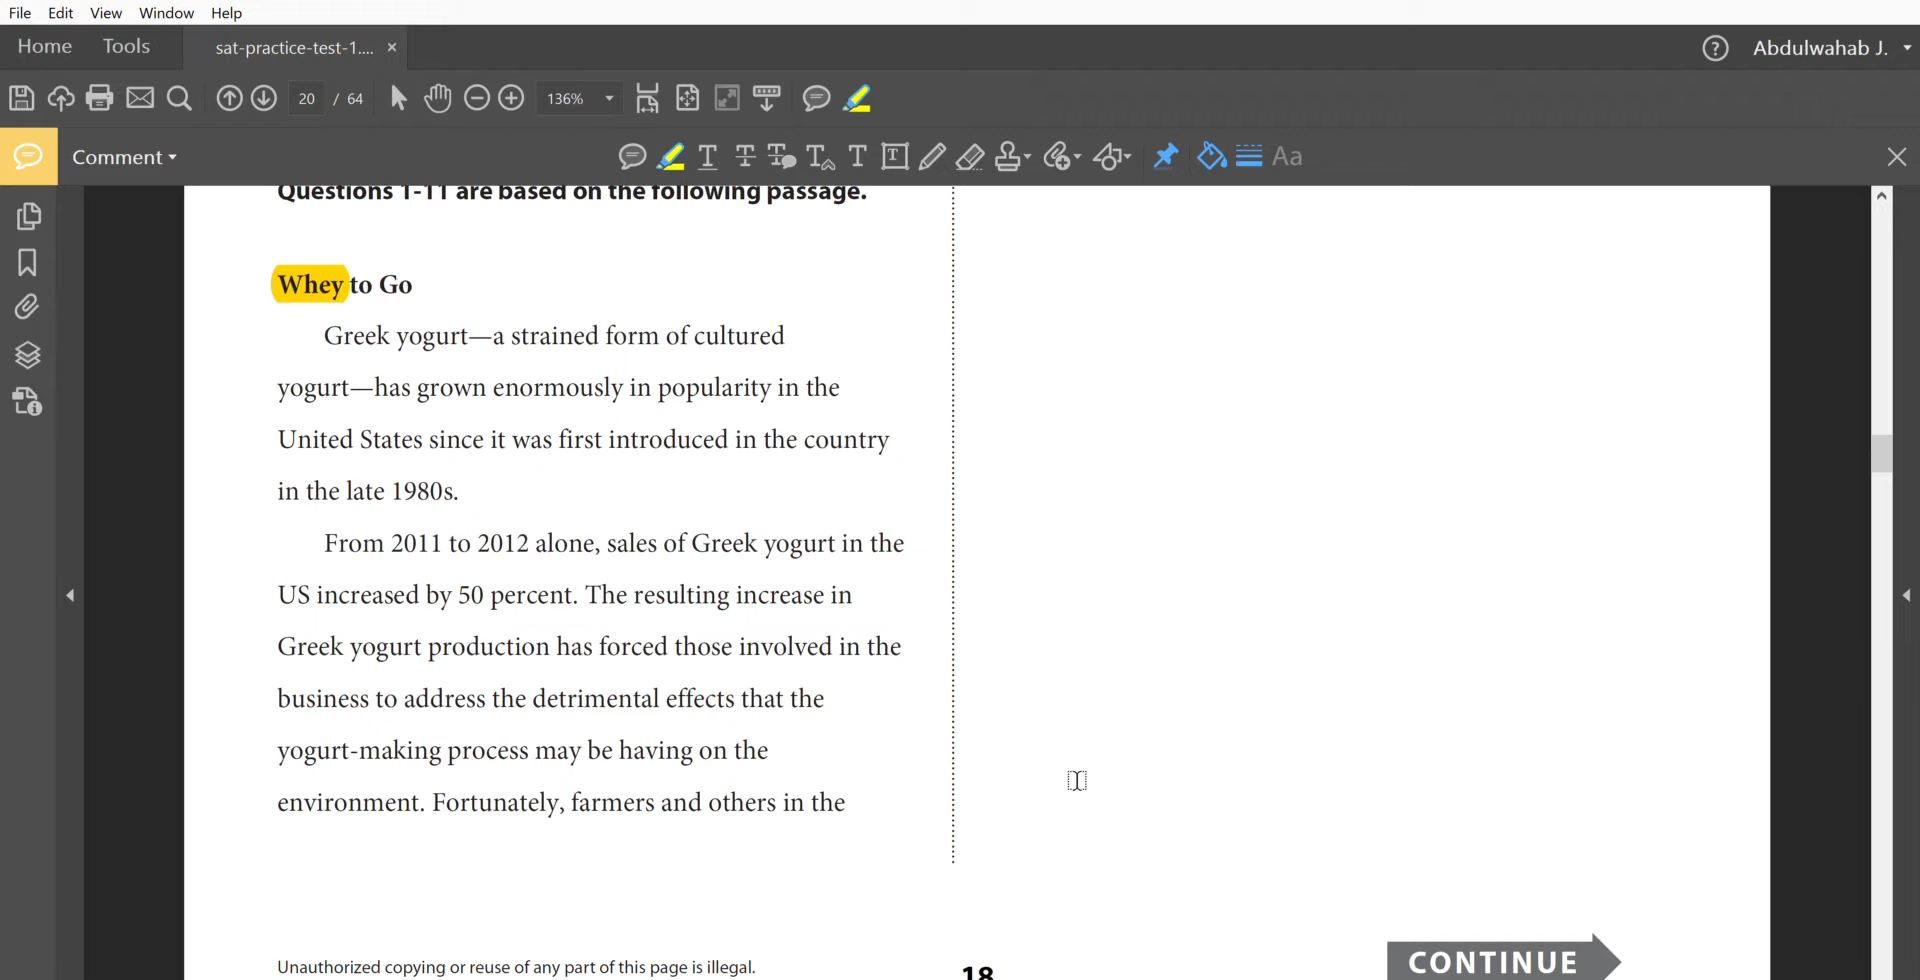 File Edit View Window Help
Home Tools sat-practice-test-1.... × ? Abdulwahab J.
20 / 64 136%
Comment T T T T T T Aa
Questions 1-11 are based on the following passage.
Whey to Go
Greek yogurt—a strained form of cultured
yogurt—has grown enormously in popularity in the
United States since it was first introduced in the country
in the late 1980s.
From 2011 to 2012 alone, sales of Greek yogurt in the
US increased by 50 percent. The resulting increase in
Greek yogurt production has forced those involved in the
business to address the detrimental effects that the
yogurt-making process may be having on the
environment. Fortunately, farmers and others in the
Unauthorized copying or reuse of any part of this page is illegal.
18
CONTINUE